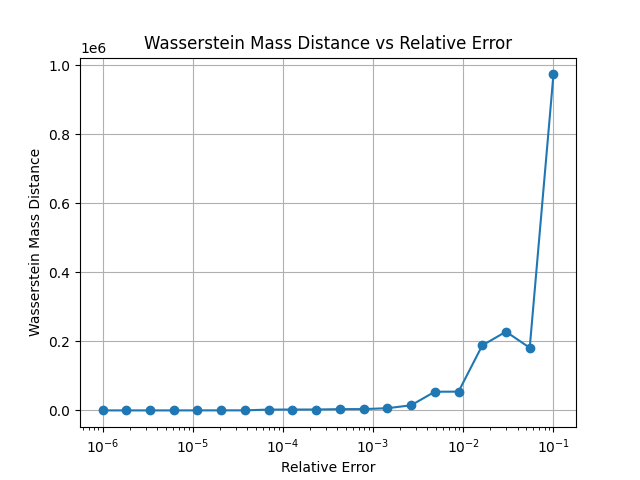 Wasserstein Mass Distance vs Relative Error
1e6
1.0
0.8
0.6
0.4
0.2
0.0
Wasserstein Mass Distance
10⁻⁶ 10⁻⁵ 10⁻⁴ 10⁻³ 10⁻² 10⁻¹
Relative Error